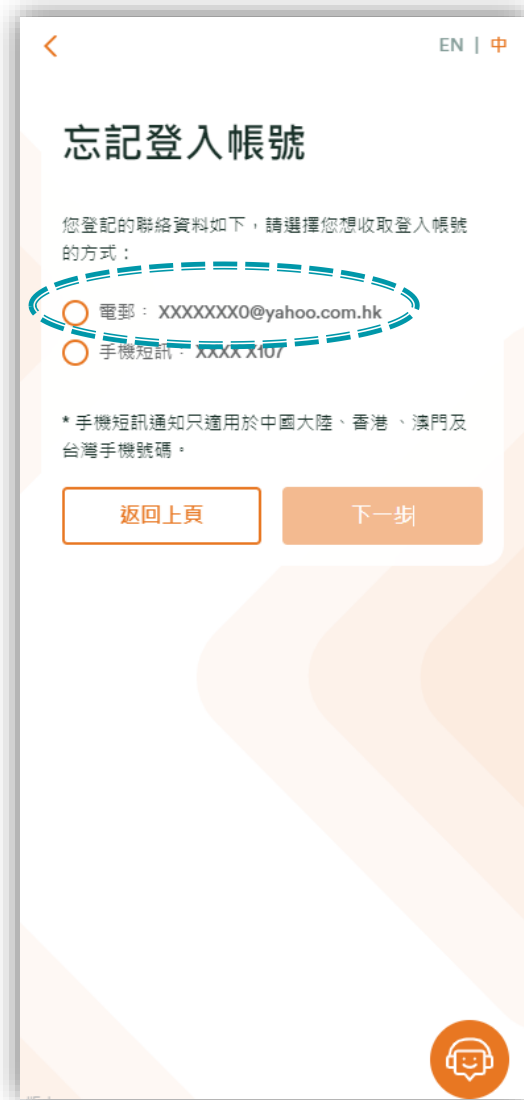 EN | 中
忘記登入帳號
您登記的聯絡資料如下，請選擇您想收取登入帳號
的方式：
電郵： XXXXXXX0@yahoo.com.hk
手機短訊： XXXX X107
* 手機短訊通知只適用於中國大陸、香港 、澳門及
台灣手機號碼。
返回上頁
下一步